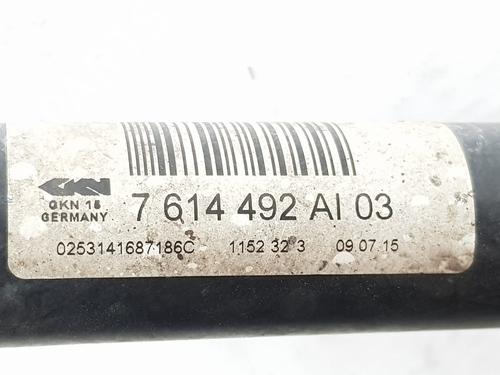 GKN
GKN 15
GERMANY
7 614 492 AI 03
0253141687186C 1152 32 3 09.07.15